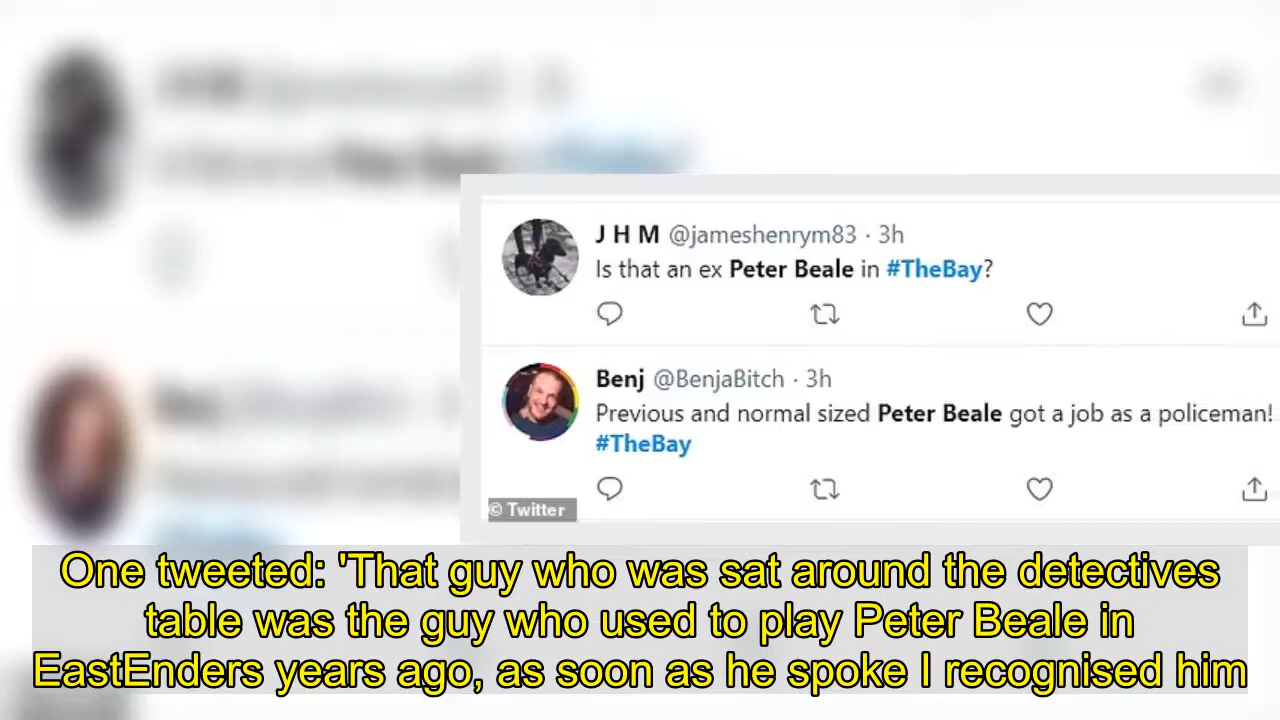 J H M @jameshenrym83 · 3h
Is that an ex Peter Beale in #TheBay?
Benj @BenjaBitch · 3h
Previous and normal sized Peter Beale got a job as a policeman!
#TheBay
© Twitter
One tweeted: 'That guy who was sat around the detectives
table was the guy who used to play Peter Beale in
EastEnders years ago, as soon as he spoke I recognised him